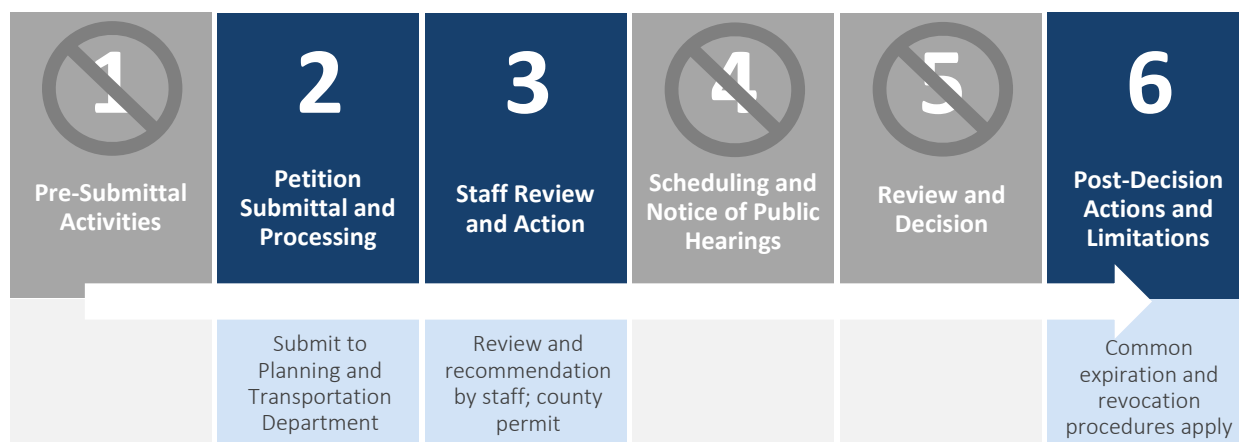 1
Pre-Submittal
Activities
2
Petition
Submittal and
Processing
Submit to
Planning and
Transportation
Department
3
Staff Review
and Action
Review and
recommendation
by staff; county
permit
4
Scheduling and
Notice of Public
Hearings
5
Review and
Decision
6
Post-Decision
Actions and
Limitations
Common
expiration and
revocation
procedures apply